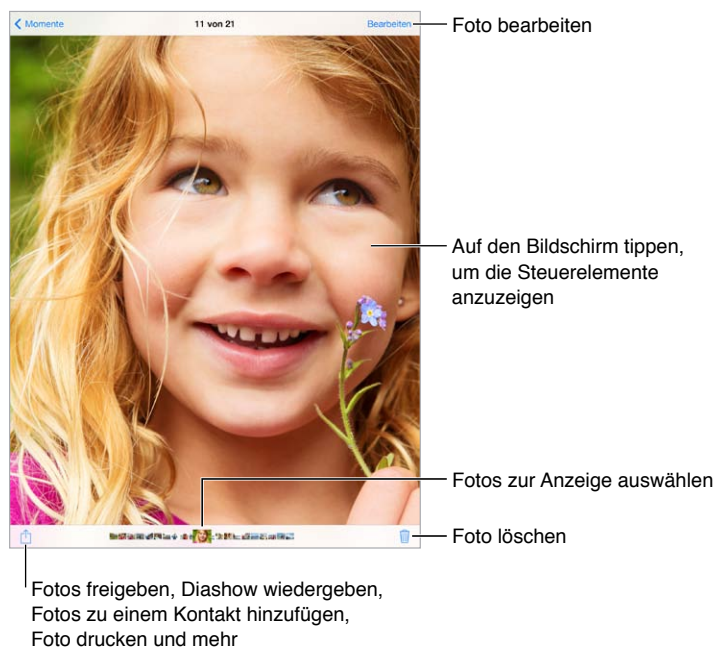 Momente
11 von 21
Bearbeiten
Foto bearbeiten
Auf den Bildschirm tippen,
um die Steuerelemente
anzuzeigen
Fotos zur Anzeige auswählen
Foto löschen
Fotos freigeben, Diashow wiedergeben,
Fotos zu einem Kontakt hinzufügen,
Foto drucken und mehr